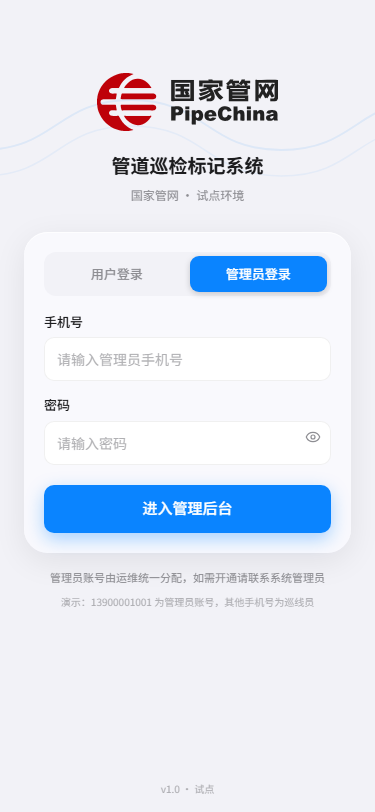 国家管网
PipeChina
管道巡检标记系统
国家管网 · 试点环境
用户登录
管理员登录
手机号
请输入管理员手机号
密码
请输入密码
进入管理后台
管理员账号由运维统一分配，如需开通请联系系统管理员
演示：13900001001 为管理员账号，其他手机号为巡线员
v1.0 · 试点